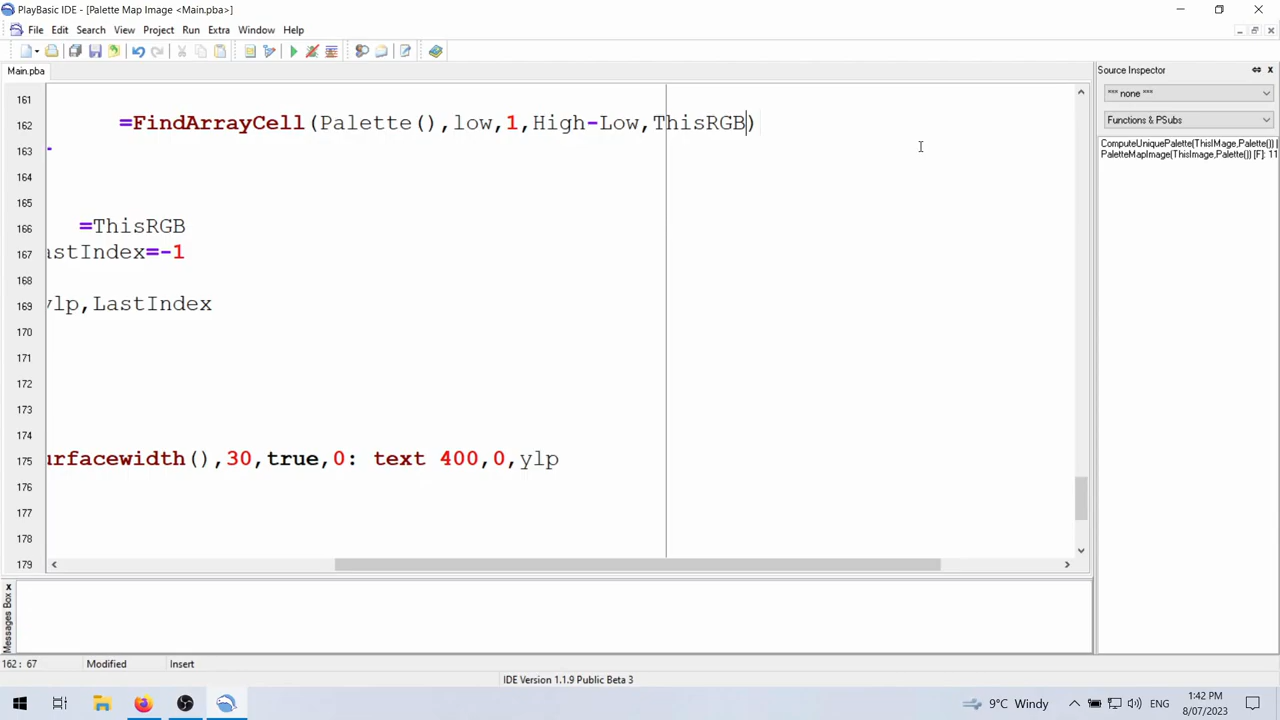 PlayBasic IDE - [Palette Map Image <Main.pba>]
File Edit Search View Project Run Extra Window Help
Main.pba
Source Inspector
*** none ***
Functions & PSubs
ComputeUniquePalette(ThisIMage,Palette()) [
PaletteMapImage(ThisImage,Palette()) [F]: 11
161
162 =FindArrayCell(Palette(),low,1,High-Low,ThisRGB)
163 -
164
165
166 =ThisRGB
167 astIndex=-1
168
169 ylp,LastIndex
170
171
172
173
174
175 urfacewidth(),30,true,0: text 400,0,ylp
176
177
178
179
Messages Box
162 : 67 Modified Insert
IDE Version 1.1.9 Public Beta 3
9°C Windy ENG 1:42 PM
8/07/2023